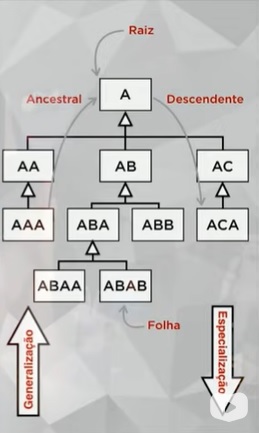 Raiz
A
Ancestral
Descendente
AA
AB
AC
AAA
ABA
ABB
ACA
ABAA
ABAB
Folha
Generalização
Especialização